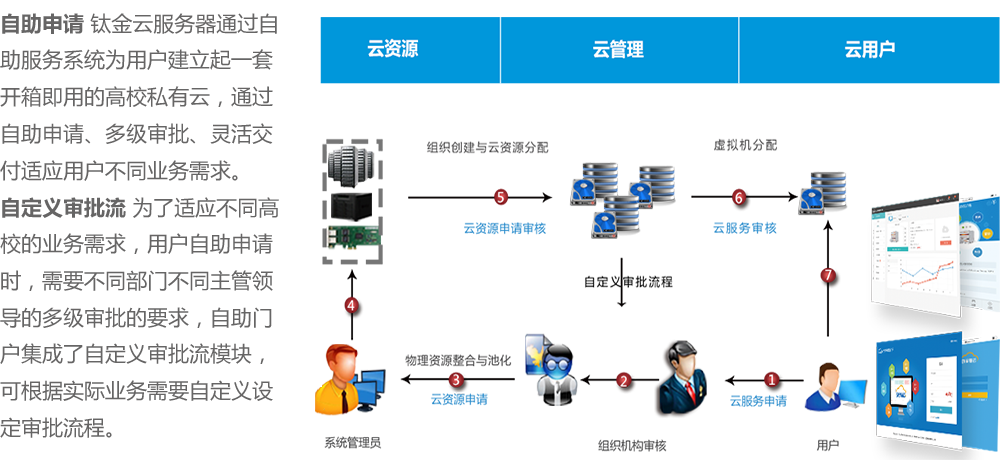 自助申请 钛金云服务器通过自
助服务系统为用户建立起一套
开箱即用的高校私有云，通过
自助申请、多级审批、灵活交
付适应用户不同业务需求。
自定义审批流 为了适应不同高
校的业务需求，用户自助申请
时，需要不同部门不同主管领
导的多级审批的要求，自助门
户集成了自定义审批流模块，
可根据实际业务需要自定义设
定审批流程。
云资源
云管理
云用户
组织创建与云资源分配
虚拟机分配
5
6
云资源申请审核
云服务审核
7
自定义审批流程
4
物理资源整合与池化
3
2
1
云资源申请
云服务申请
系统管理员
组织机构审核
用户